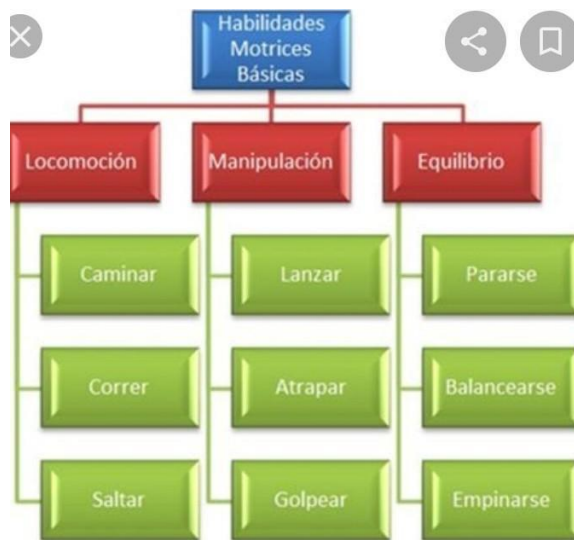 Habilidades
Motrices
Básicas
Locomoción
Manipulación
Equilibrio
Caminar
Lanzar
Pararse
Correr
Atrapar
Balancearse
Saltar
Golpear
Empinarse